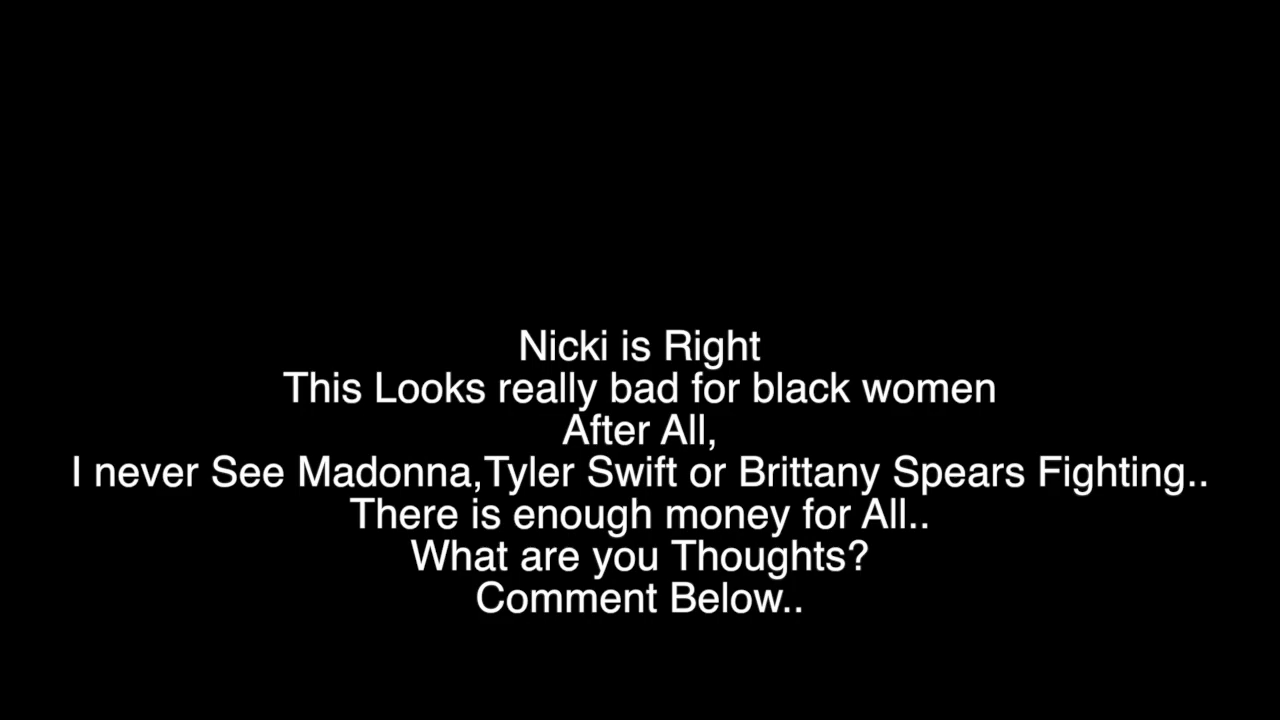 Nicki is Right
This Looks really bad for black women
After All,
I never See Madonna,Tyler Swift or Brittany Spears Fighting..
There is enough money for All..
What are you Thoughts?
Comment Below..